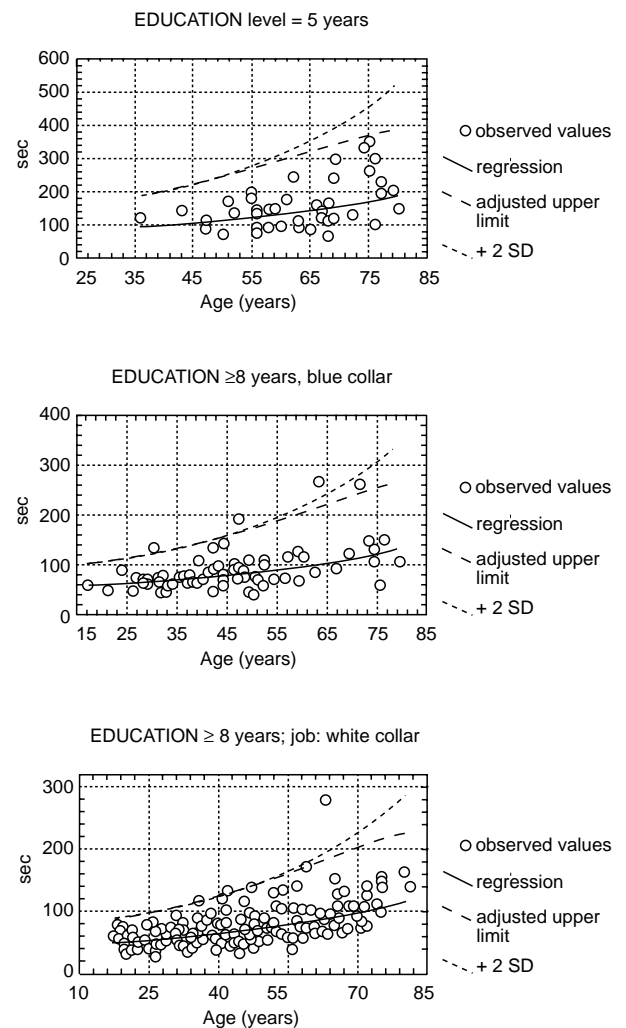 EDUCATION level = 5 years
600
500
400
300
200
100
0
sec
25 35 45 55 65 75 85
Age (years)
observed values
regression
adjusted upper
limit
+ 2 SD
EDUCATION ≥8 years, blue collar
400
300
200
100
0
sec
15 25 35 45 55 65 75 85
Age (years)
observed values
regression
adjusted upper
limit
+ 2 SD
EDUCATION ≥ 8 years; job: white collar
300
200
100
0
sec
10 25 40 55 70 85
Age (years)
observed values
regression
adjusted upper
limit
+ 2 SD